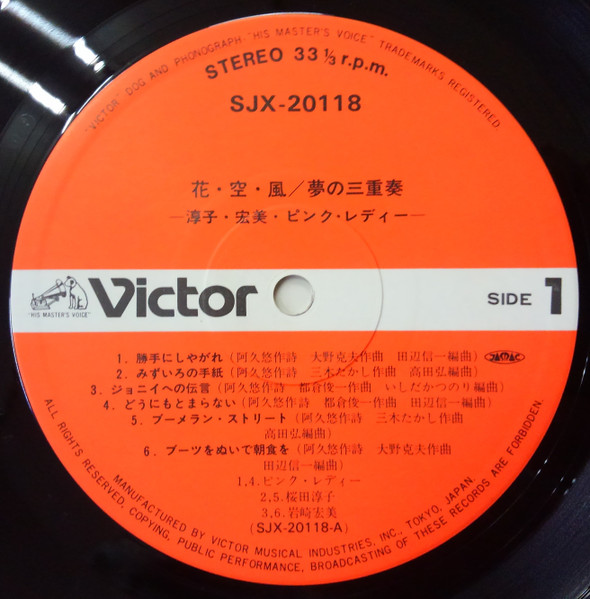 "VICTOR" DOG AND PHONOGRAPH-"HIS MASTER'S VOICE" TRADEMARKS REGISTERED.
STEREO 33 1/3 r.p.m.
SJX-20118
花・空・風／夢の三重奏
―淳子・宏美・ピンク・レディー―
"HIS MASTER'S VOICE"
Victor
SIDE 1
1. 勝手にしやがれ（阿久悠作詩　大野克夫作曲　田辺信一編曲）
JASRAC
2. みずいろの手紙（阿久悠作詩　三木たかし作曲　高田弘編曲）
3. ジョニイへの伝言（阿久悠作詩　都倉俊一作曲　いしだかつのり編曲）
4. どうにもとまらない（阿久悠作詩　都倉俊一作曲　田辺信一編曲）
5. ブーメラン・ストリート（阿久悠作詩　三木たかし作曲
高田弘編曲）
6. ブーツをぬいで朝食を（阿久悠作詩　大野克夫作曲
田辺信一編曲）
1,4.ピンク・レディー
2,5.桜田淳子
3,6.岩崎宏美
(SJX-20118-A)
MANUFACTURED BY VICTOR MUSICAL INDUSTRIES, INC., TOKYO, JAPAN.
ALL RIGHTS RESERVED, COPYING, PUBLIC PERFORMANCE, BROADCASTING OF THESE RECORDS ARE FORBIDDEN.